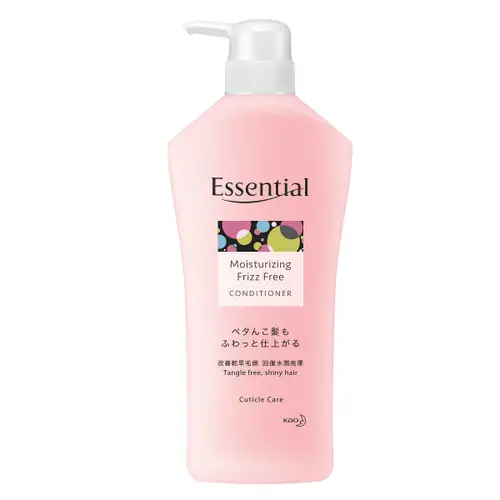 Essential
Moisturizing
Frizz Free
CONDITIONER
ペタんこ髪も
ふわっと仕上がる
改善乾旱毛燥 回復水潤亮澤
Tangle free, shiny hair
Cuticle Care
Kao